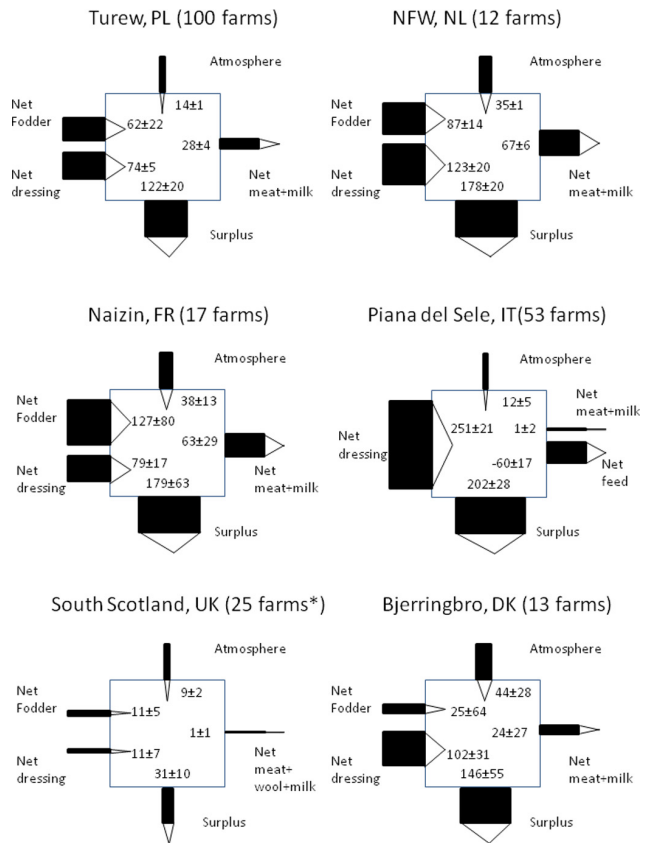 Turew, PL (100 farms)
Atmosphere
14±1
Net
Fodder
62±22
28±4
Net
dressing
74±5
122±20
Net
meat+milk
Surplus
NFW, NL (12 farms)
Atmosphere
35±1
Net
Fodder
87±14
67±6
Net
dressing
123±20
178±20
Net
meat+milk
Surplus
Naizin, FR (17 farms)
Atmosphere
38±13
Net
Fodder
127±80
63±29
Net
dressing
79±17
179±63
Net
meat+milk
Surplus
Piana del Sele, IT(53 farms)
Atmosphere
12±5
Net
meat+milk
251±21
1±2
Net
dressing
-60±17
Net
feed
202±28
Surplus
South Scotland, UK (25 farms*)
Atmosphere
9±2
Net
Fodder
11±5
1±1
Net
dressing
11±7
31±10
Net
meat+
wool+milk
Surplus
Bjerringbro, DK (13 farms)
Atmosphere
44±28
Net
Fodder
25±64
24±27
Net
dressing
102±31
146±55
Net
meat+milk
Surplus